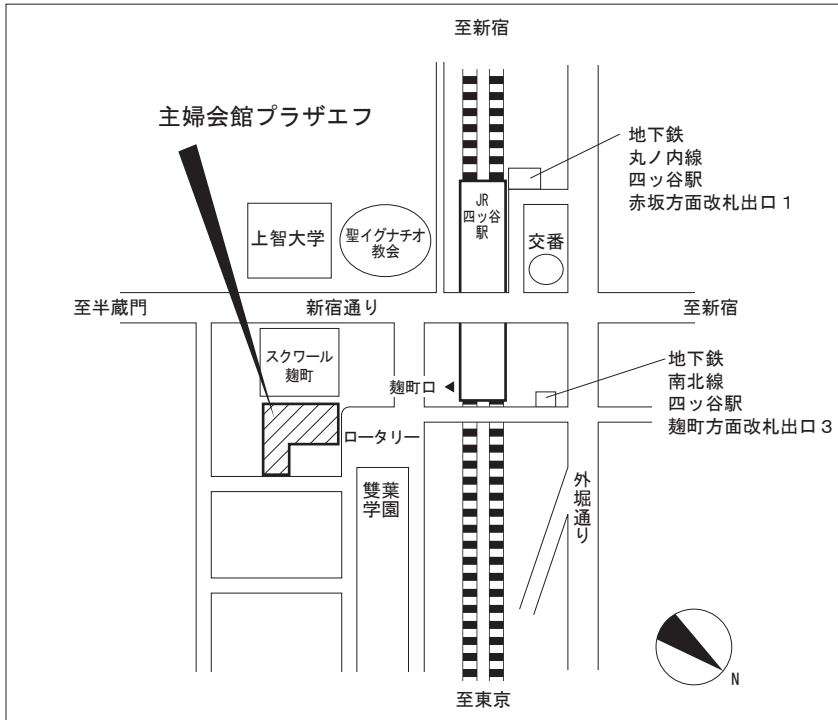 至新宿
主婦会館プラザエフ
地下鉄
丸ノ内線
四ッ谷駅
赤坂方面改札出口1
上智大学
聖イグナチオ
教会
JR
四ッ谷
駅
交番
至半蔵門
新宿通り
至新宿
スクワール
麹町
麹町口
地下鉄
南北線
四ッ谷駅
麹町方面改札出口3
ロータリー
雙葉
学園
外堀通り
至東京
N